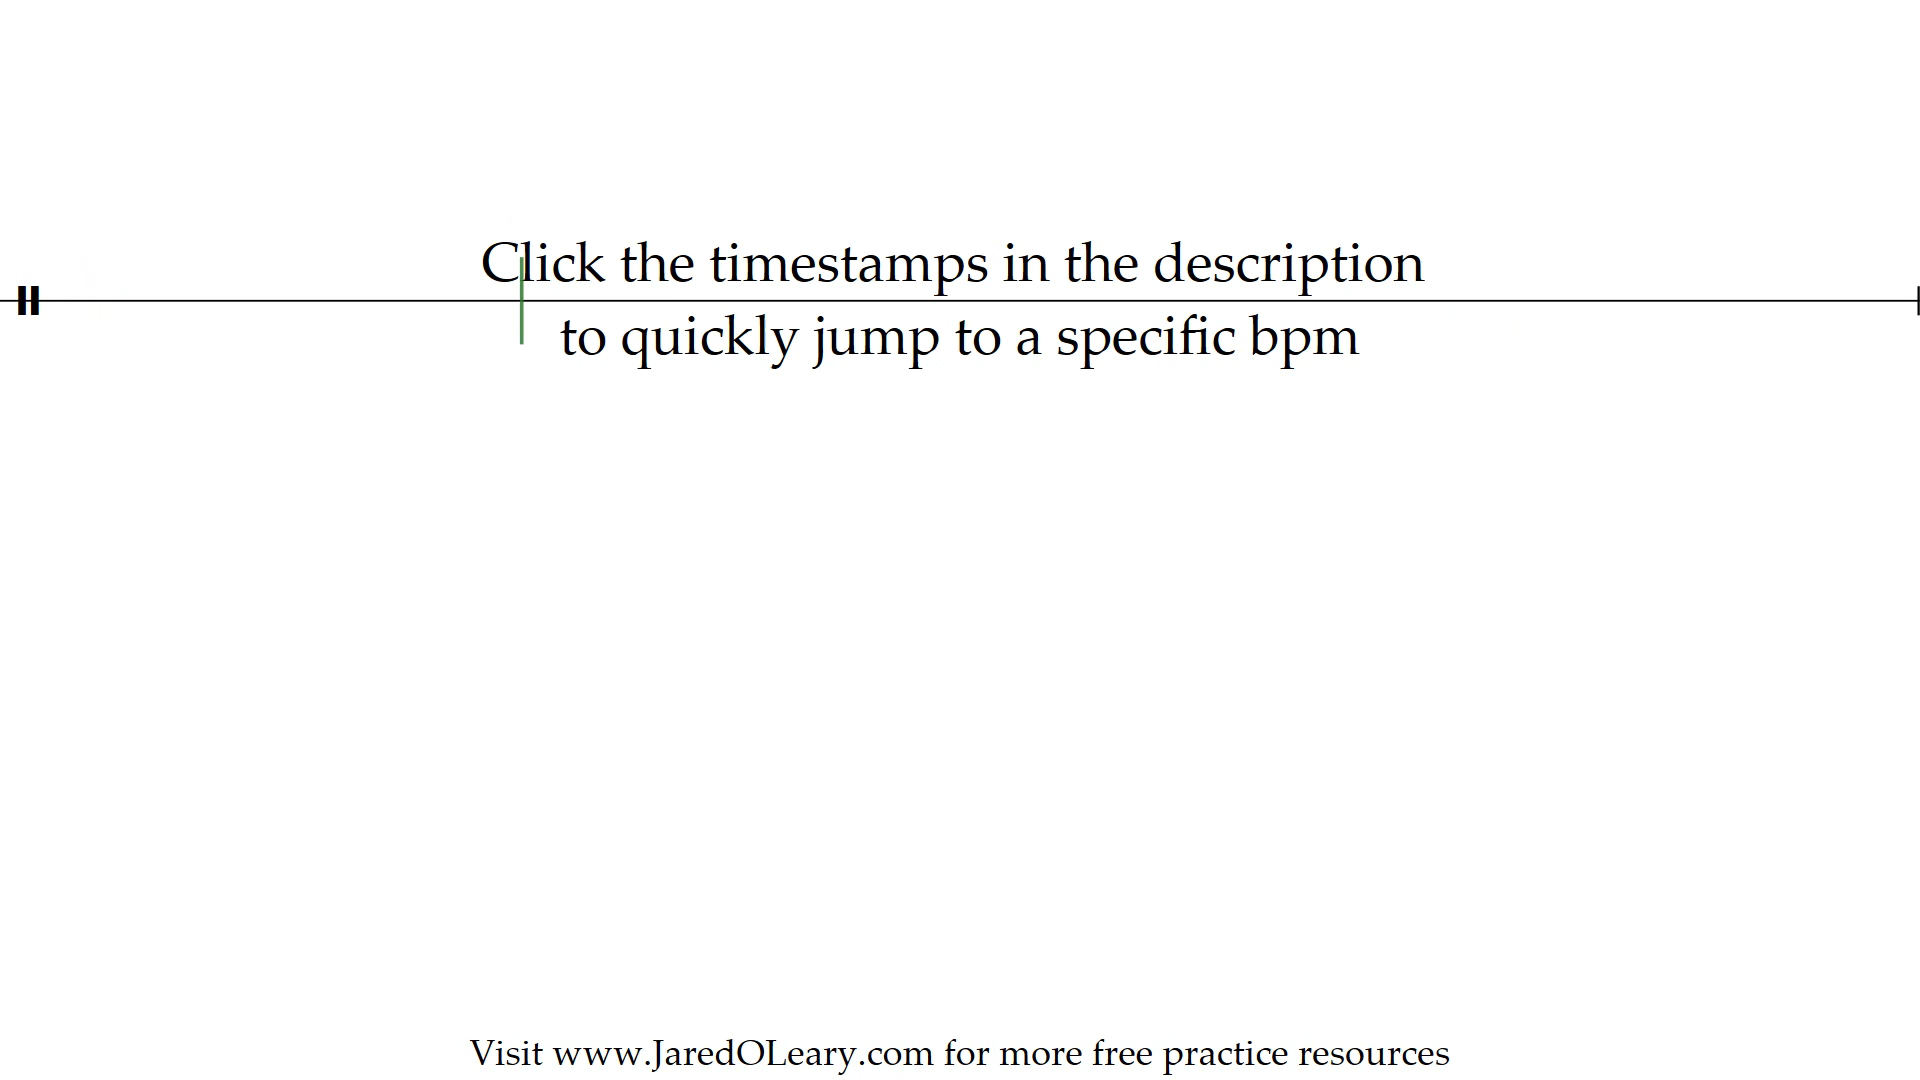 Click the timestamps in the description
to quickly jump to a specific bpm
Visit www.JaredOLeary.com for more free practice resources